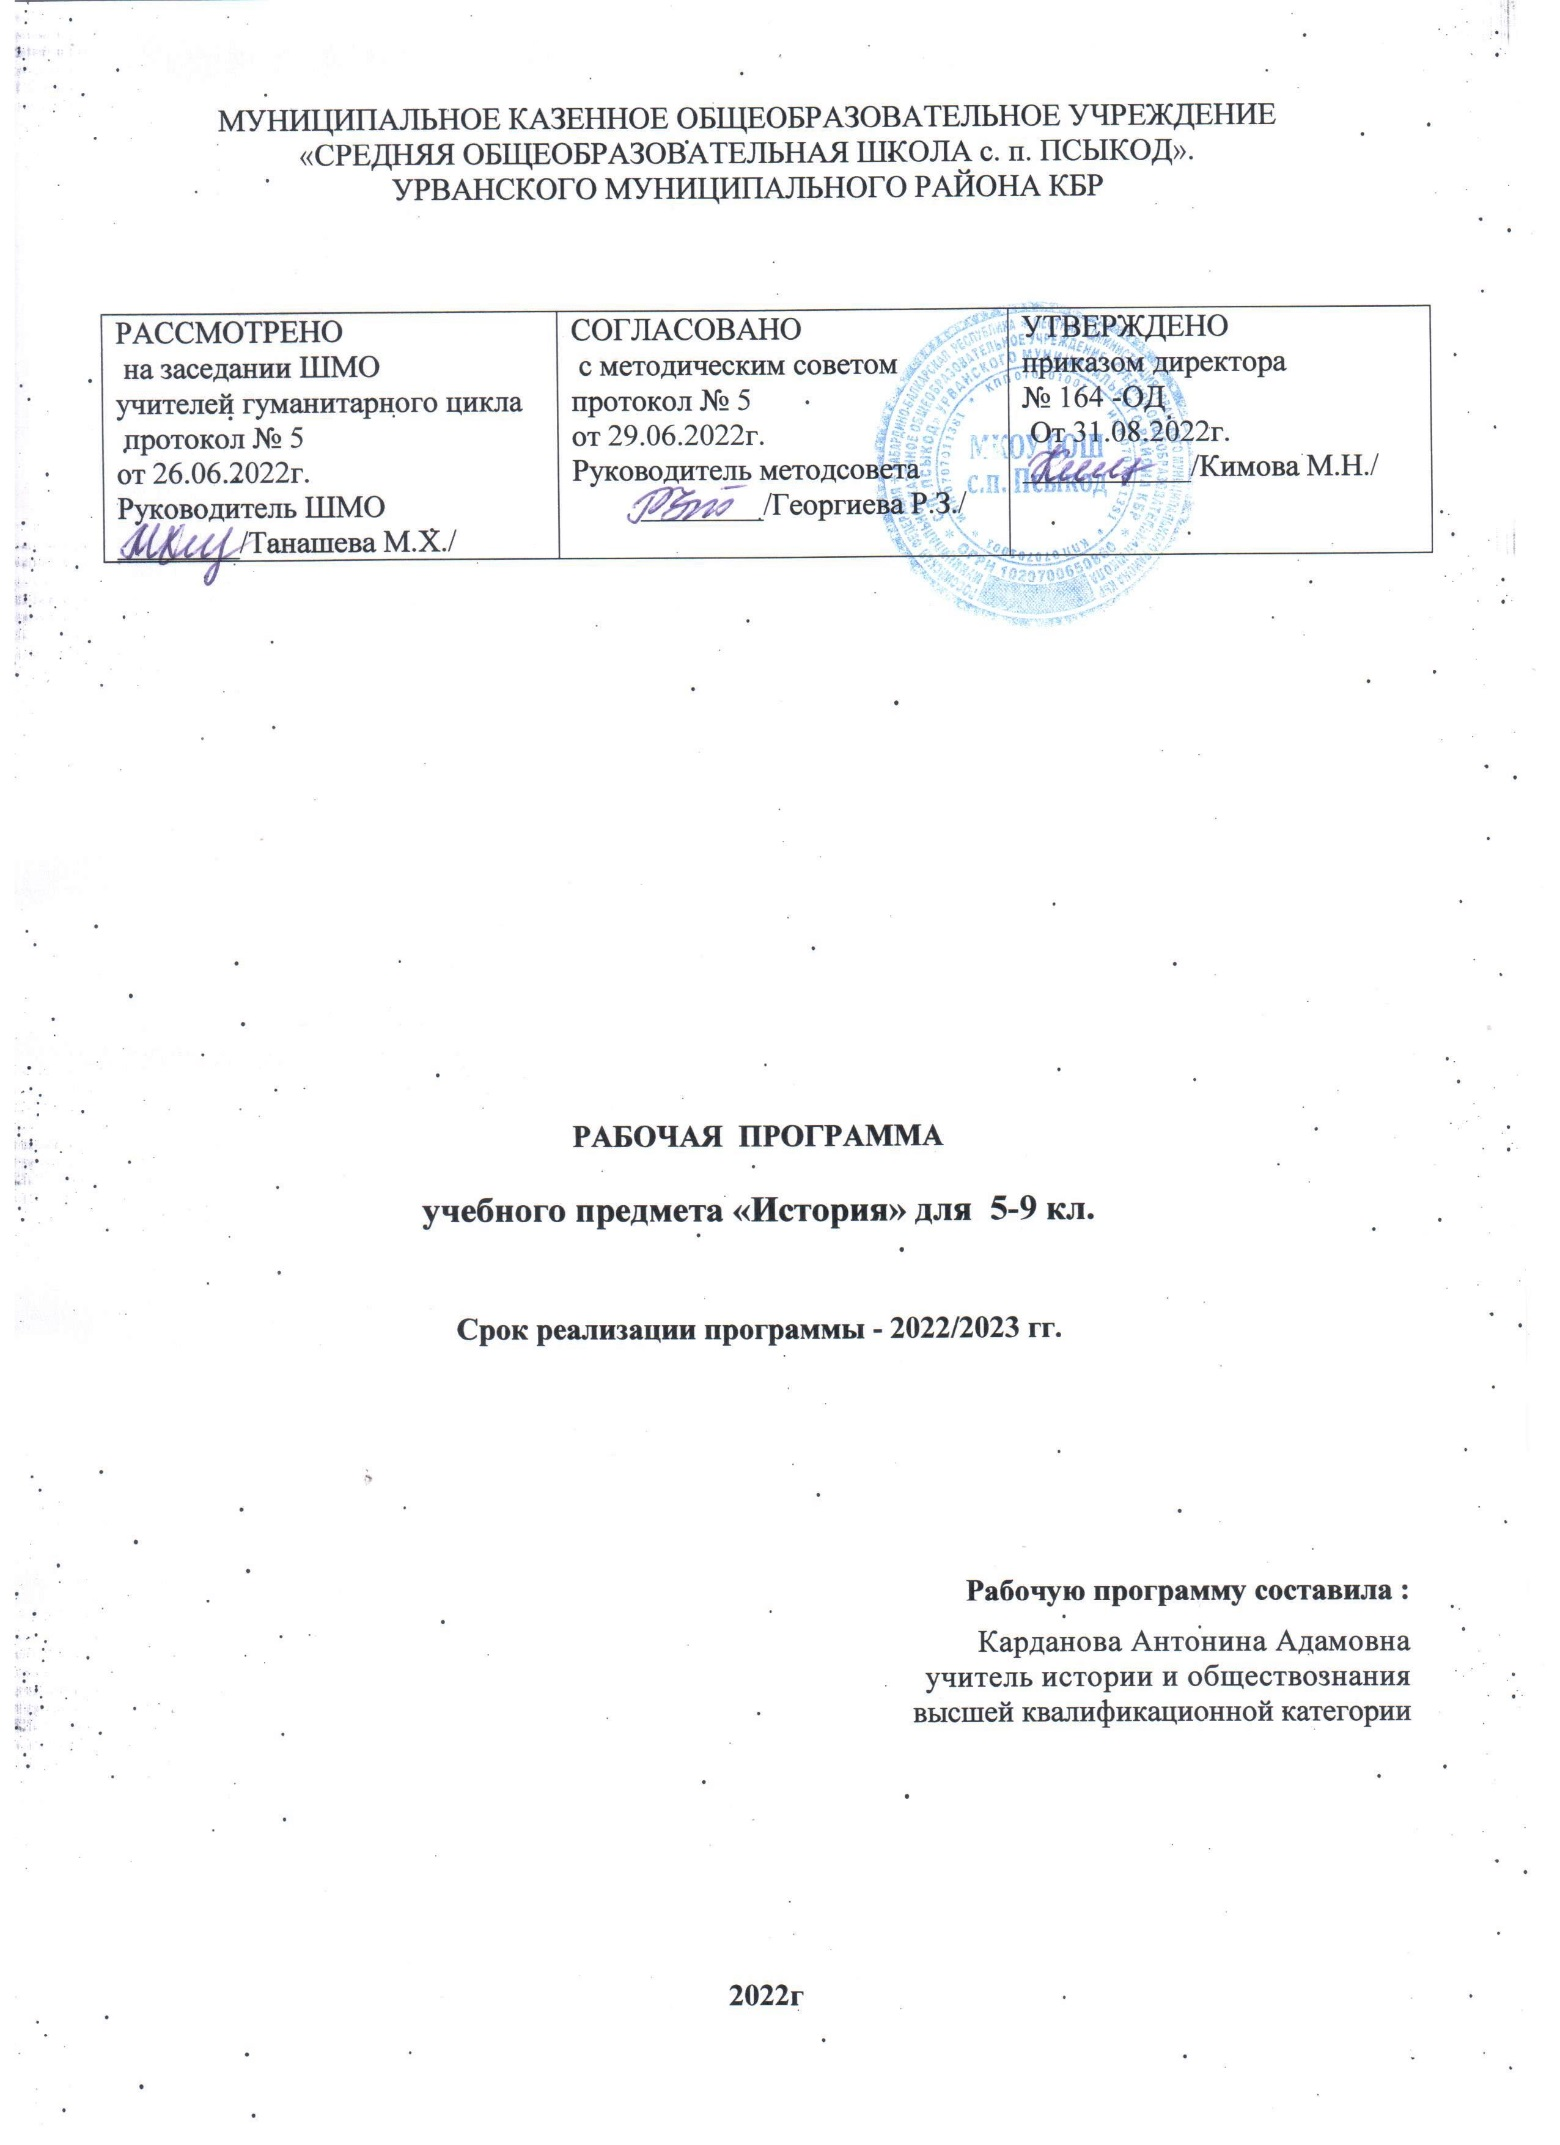 МУНИЦИПАЛЬНОЕ КАЗЕННОЕ ОБЩЕОБРАЗОВАТЕЛЬНОЕ УЧРЕЖДЕНИЕ
«СРЕДНЯЯ ОБЩЕОБРАЗОВАТЕЛЬНАЯ ШКОЛА с. п. ПСЫКОД».
УРВАНСКОГО МУНИЦИПАЛЬНОГО РАЙОНА КБР
РАССМОТРЕНО
на заседании ШМО
учителей гуманитарного цикла
протокол № 5
от 26.06.2022г.
Руководитель ШМО
/Танашева М.Х./
СОГЛАСОВАНО
с методическим советом
протокол № 5
от 29.06.2022г.
Руководитель методсовета
/Георгиева Р.З./
УТВЕРЖДЕНО
приказом директора
№ 164 -ОД
От 31.08.2022г.
/Кимова М.Н./
МКОУ СОШ
с.п. Псыкод
РАБОЧАЯ ПРОГРАММА
учебного предмета «История» для 5-9 кл.
Срок реализации программы - 2022/2023 гг.
Рабочую программу составила :
Карданова Антонина Адамовна
учитель истории и обществознания
высшей квалификационной категории
2022г